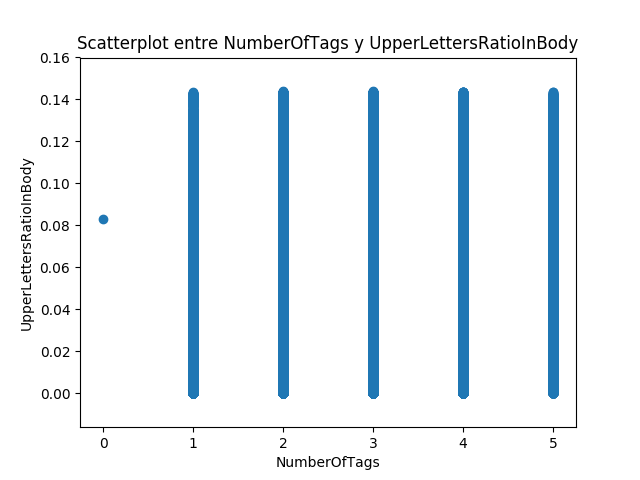 Scatterplot entre NumberOfTags y UpperLettersRatioInBody
0.16
0.14
0.12
0.10
0.08
0.06
0.04
0.02
0.00
UpperLettersRatioInBody
0 1 2 3 4 5
NumberOfTags